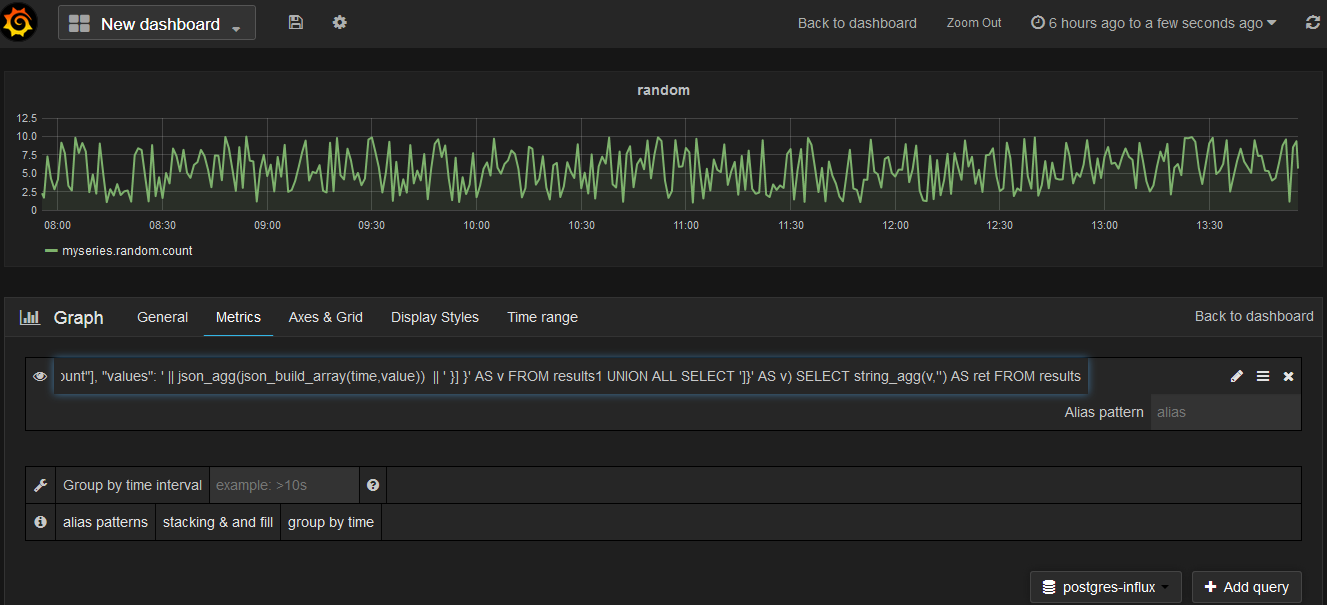 New dashboard Back to dashboard Zoom Out 6 hours ago to a few seconds ago
random
12.5
10.0
7.5
5.0
2.5
0
08:00 08:30 09:00 09:30 10:00 10:30 11:00 11:30 12:00 12:30 13:00 13:30
myseries.random.count
Graph General Metrics Axes & Grid Display Styles Time range Back to dashboard
ount"], "values": ' || json_agg(json_build_array(time,value)) || ' }] }' AS v FROM results1 UNION ALL SELECT ']}' AS v) SELECT string_agg(v,'') AS ret FROM results
Alias pattern alias
Group by time interval example: >10s
alias patterns stacking & and fill group by time
postgres-influx + Add query